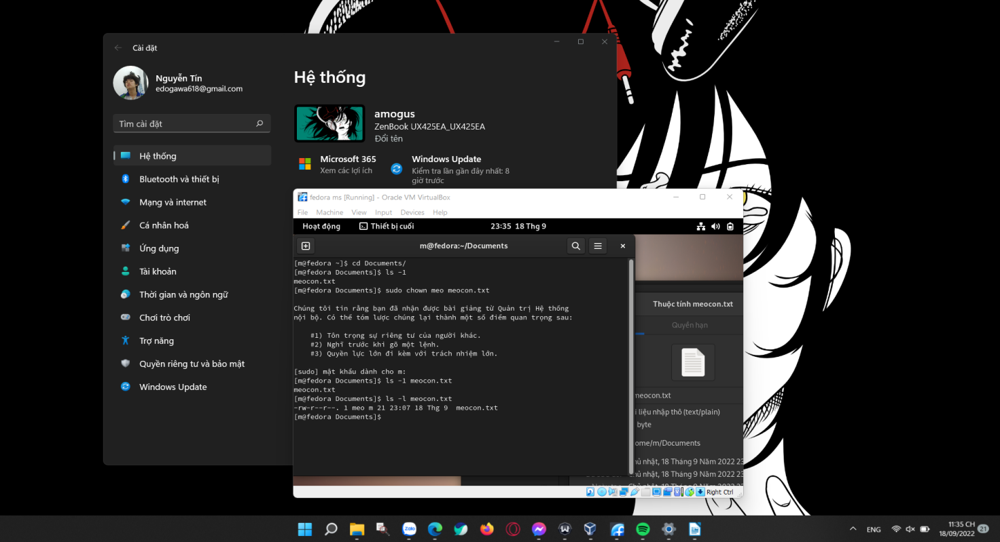 Cài đặt
Nguyễn Tín
edogawa618@gmail.com
Tìm cài đặt
Hệ thống
Bluetooth và thiết bị
Mạng và internet
Cá nhân hoá
Ứng dụng
Tài khoản
Thời gian và ngôn ngữ
Chơi trò chơi
Trợ năng
Quyền riêng tư và bảo mật
Windows Update
Hệ thống
amogus
ZenBook UX425EA_UX425EA
Đổi tên
Microsoft 365
Xem các lợi ích
Windows Update
Kiểm tra lần gần đây nhất: 8
giờ trước
fedora ms [Running] - Oracle VM VirtualBox
File Machine View Input Devices Help
Hoạt động Thiết bị cuối 23:35 18 Thg 9
m@fedora:~/Documents
[m@fedora ~]$ cd Documents/
[m@fedora Documents]$ ls -1
meocon.txt
[m@fedora Documents]$ sudo chown meo meocon.txt
Chúng tôi tin rằng bạn đã nhận được bài giảng từ Quản trị Hệ thống
nội bộ. Có thể tóm lược chúng lại thành một số điểm quan trọng sau:
#1) Tôn trọng sự riêng tư của người khác.
#2) Nghĩ trước khi gõ một lệnh.
#3) Quyền lực lớn đi kèm với trách nhiệm lớn.
[sudo] mật khẩu dành cho m:
[m@fedora Documents]$ ls -1 meocon.txt
meocon.txt
[m@fedora Documents]$ ls -l meocon.txt
-rw-r--r--. 1 meo m 21 23:07 18 Thg 9  meocon.txt
[m@fedora Documents]$
Thuộc tính meocon.txt
Quyền hạn
meocon.txt
liệu nhập thô (text/plain)
byte
ome/m/Documents
nhật, 18 Tháng 9 Năm 2022 23
nhật, 18 Tháng 9 Năm 2022 23
Right Ctrl
Zalo
ENG
11:35 CH
18/09/2022
21